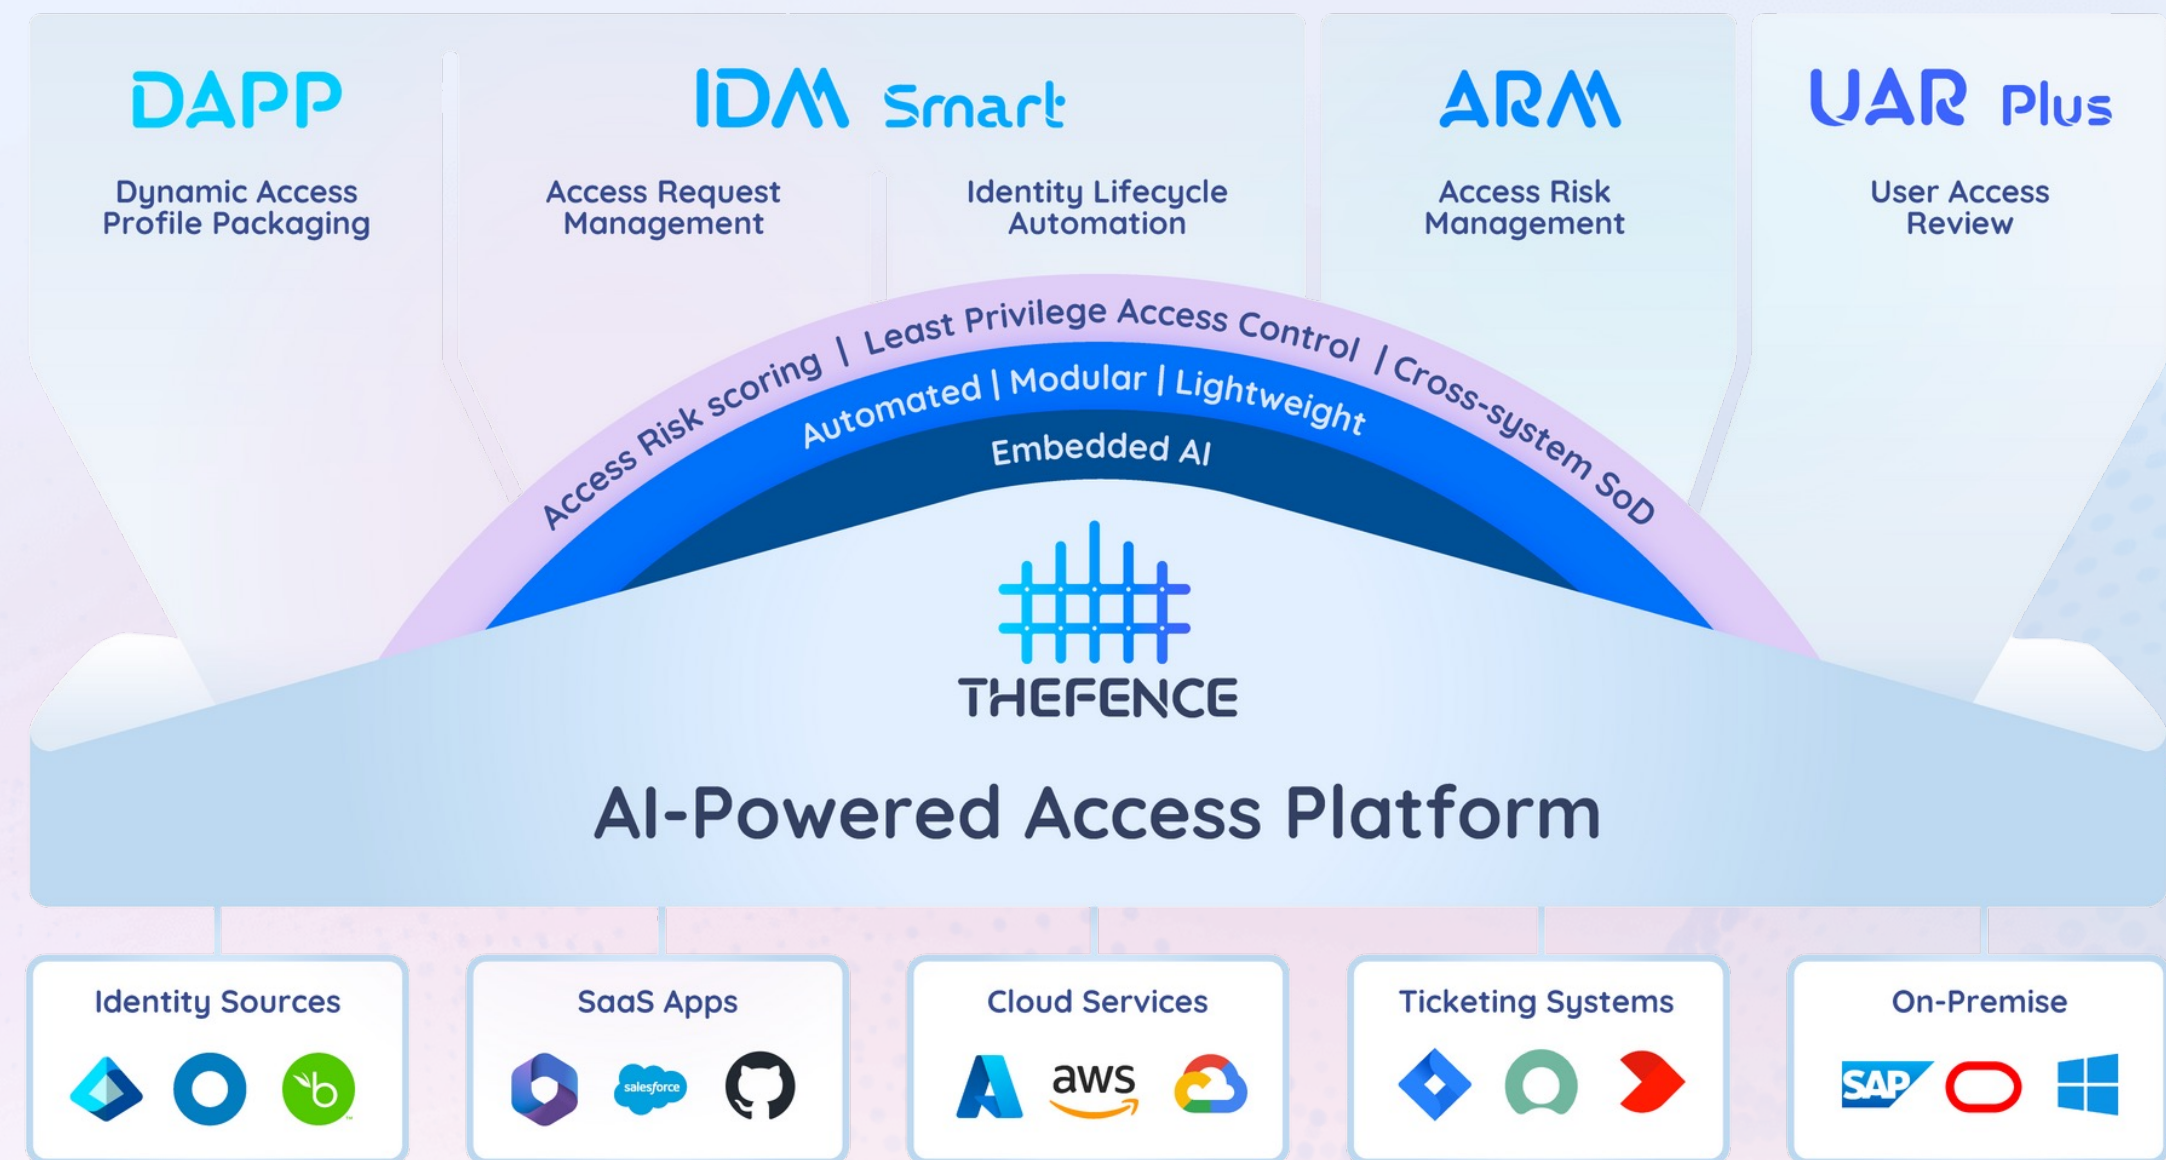 DAPP
Dynamic Access
Profile Packaging
IDM Smart
Access Request
Management
Identity Lifecycle
Automation
ARM
Access Risk
Management
UAR Plus
User Access
Review
Access Risk scoring | Least Privilege Access Control | Cross-system SoD
Automated | Modular | Lightweight
Embedded AI
THEFENCE
AI-Powered Access Platform
Identity Sources
b
SaaS Apps
salesforce
Cloud Services
aws
Ticketing Systems
On-Premise
SAP